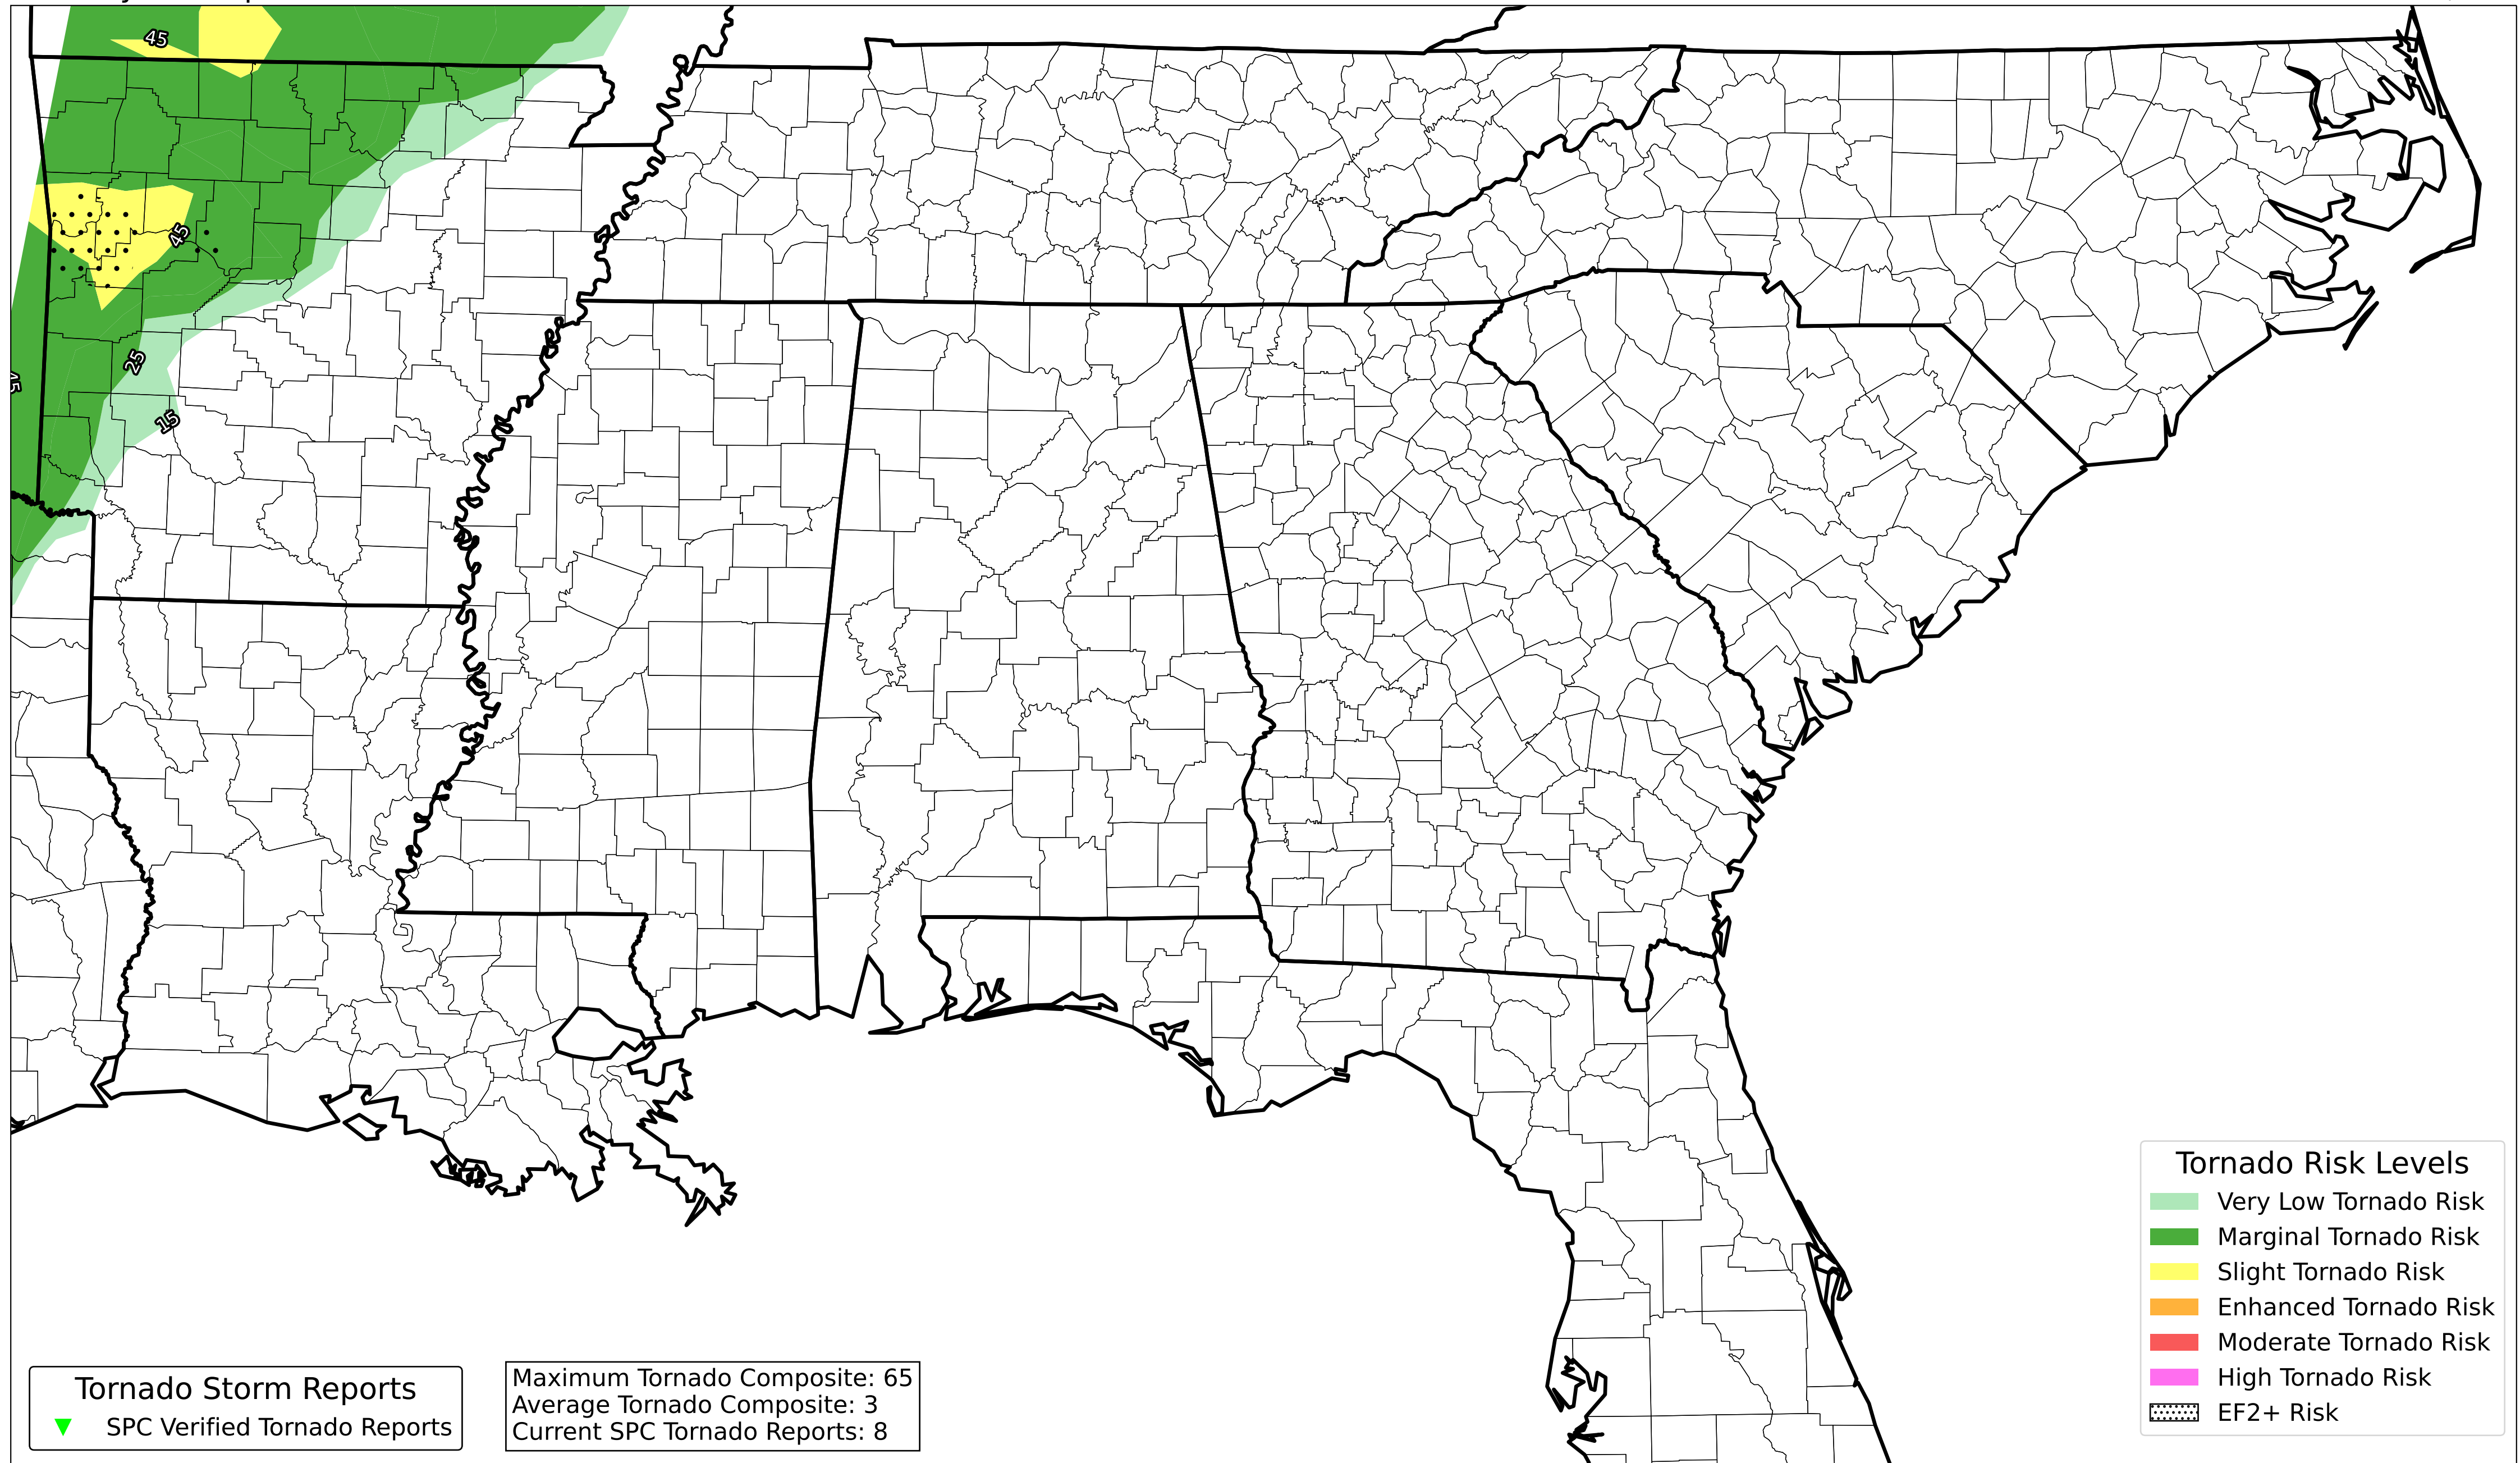 45
45
25
15
Tornado Risk Levels
Very Low Tornado Risk
Marginal Tornado Risk
Slight Tornado Risk
Enhanced Tornado Risk
Moderate Tornado Risk
High Tornado Risk
EF2+ Risk
Tornado Storm Reports
SPC Verified Tornado Reports
Maximum Tornado Composite: 65
Average Tornado Composite: 3
Current SPC Tornado Reports: 8